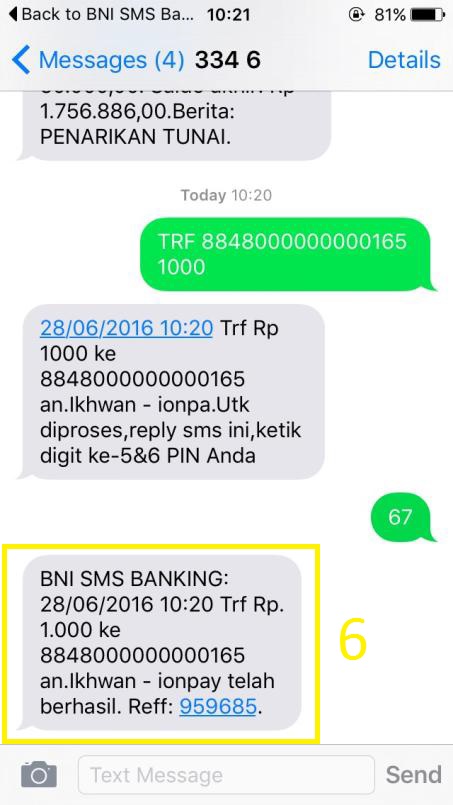 Back to BNI SMS Ba... 10:21 81%
Messages (4) 334 6 Details
1.756.886,00.Berita:
PENARIKAN TUNAI.
Today 10:20
TRF 8848000000000165
1000
28/06/2016 10:20 Trf Rp
1000 ke
8848000000000165
an.Ikhwan - ionpa.Utk
diproses,reply sms ini,ketik
digit ke-5&6 PIN Anda
67
BNI SMS BANKING:
28/06/2016 10:20 Trf Rp.
1.000 ke
8848000000000165
an.Ikhwan - ionpay telah
berhasil. Reff: 959685.
6
Text Message Send